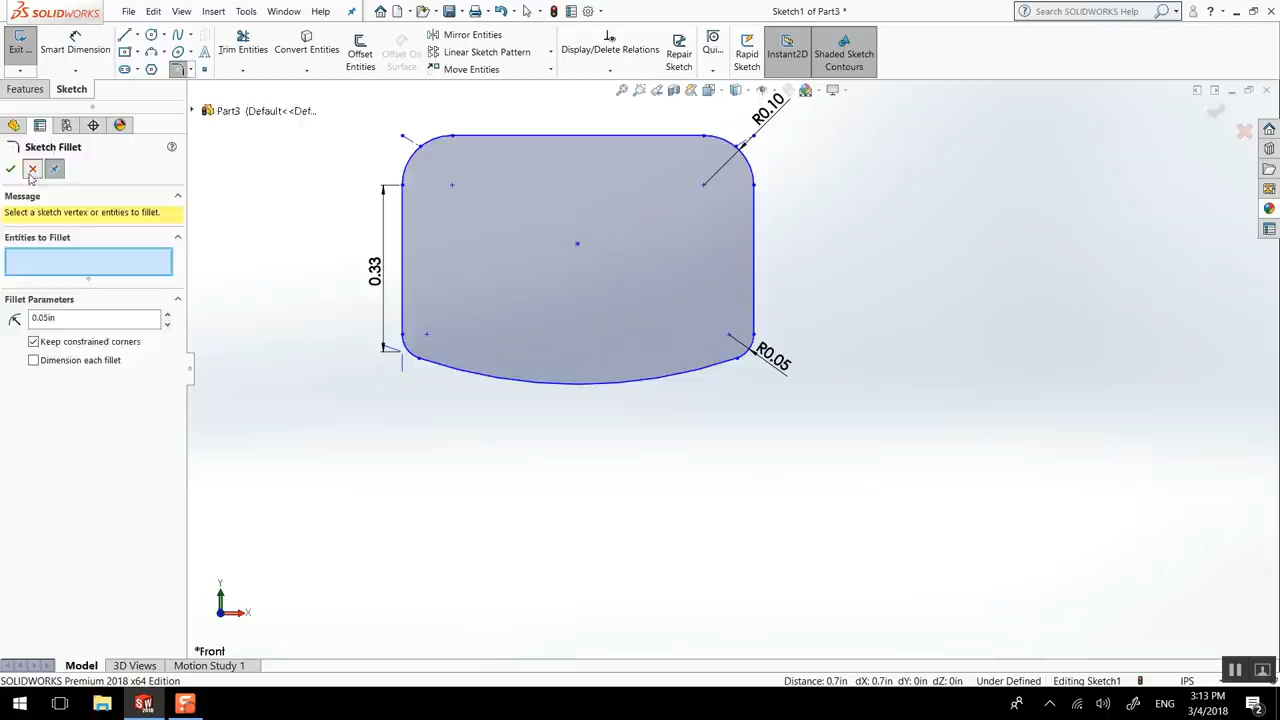 SOLIDWORKS File Edit View Insert Tools Window Help Sketch1 of Part3 * Search SOLIDWORKS Help
Exit ... Smart Dimension Trim Entities Convert Entities Offset Entities Offset On Surface Mirror Entities Display/Delete Relations Repair Sketch Qui... Rapid Sketch Instant2D Shaded Sketch Contours
Linear Sketch Pattern
Move Entities
Features Sketch
Part3 (Default<<Def...
Sketch Fillet
Message
Select a sketch vertex or entities to fillet.
Entities to Fillet
Fillet Parameters
0.05in
Keep constrained corners
Dimension each fillet
R0.10
0.33
R0.05
Y
X
*Front
Model 3D Views Motion Study 1
SOLIDWORKS Premium 2018 x64 Edition Distance: 0.7in dX: 0.7in dY: 0in dZ: 0in Under Defined Editing Sketch1 IPS
SW 2018 ENG 3:13 PM 2
3/4/2018